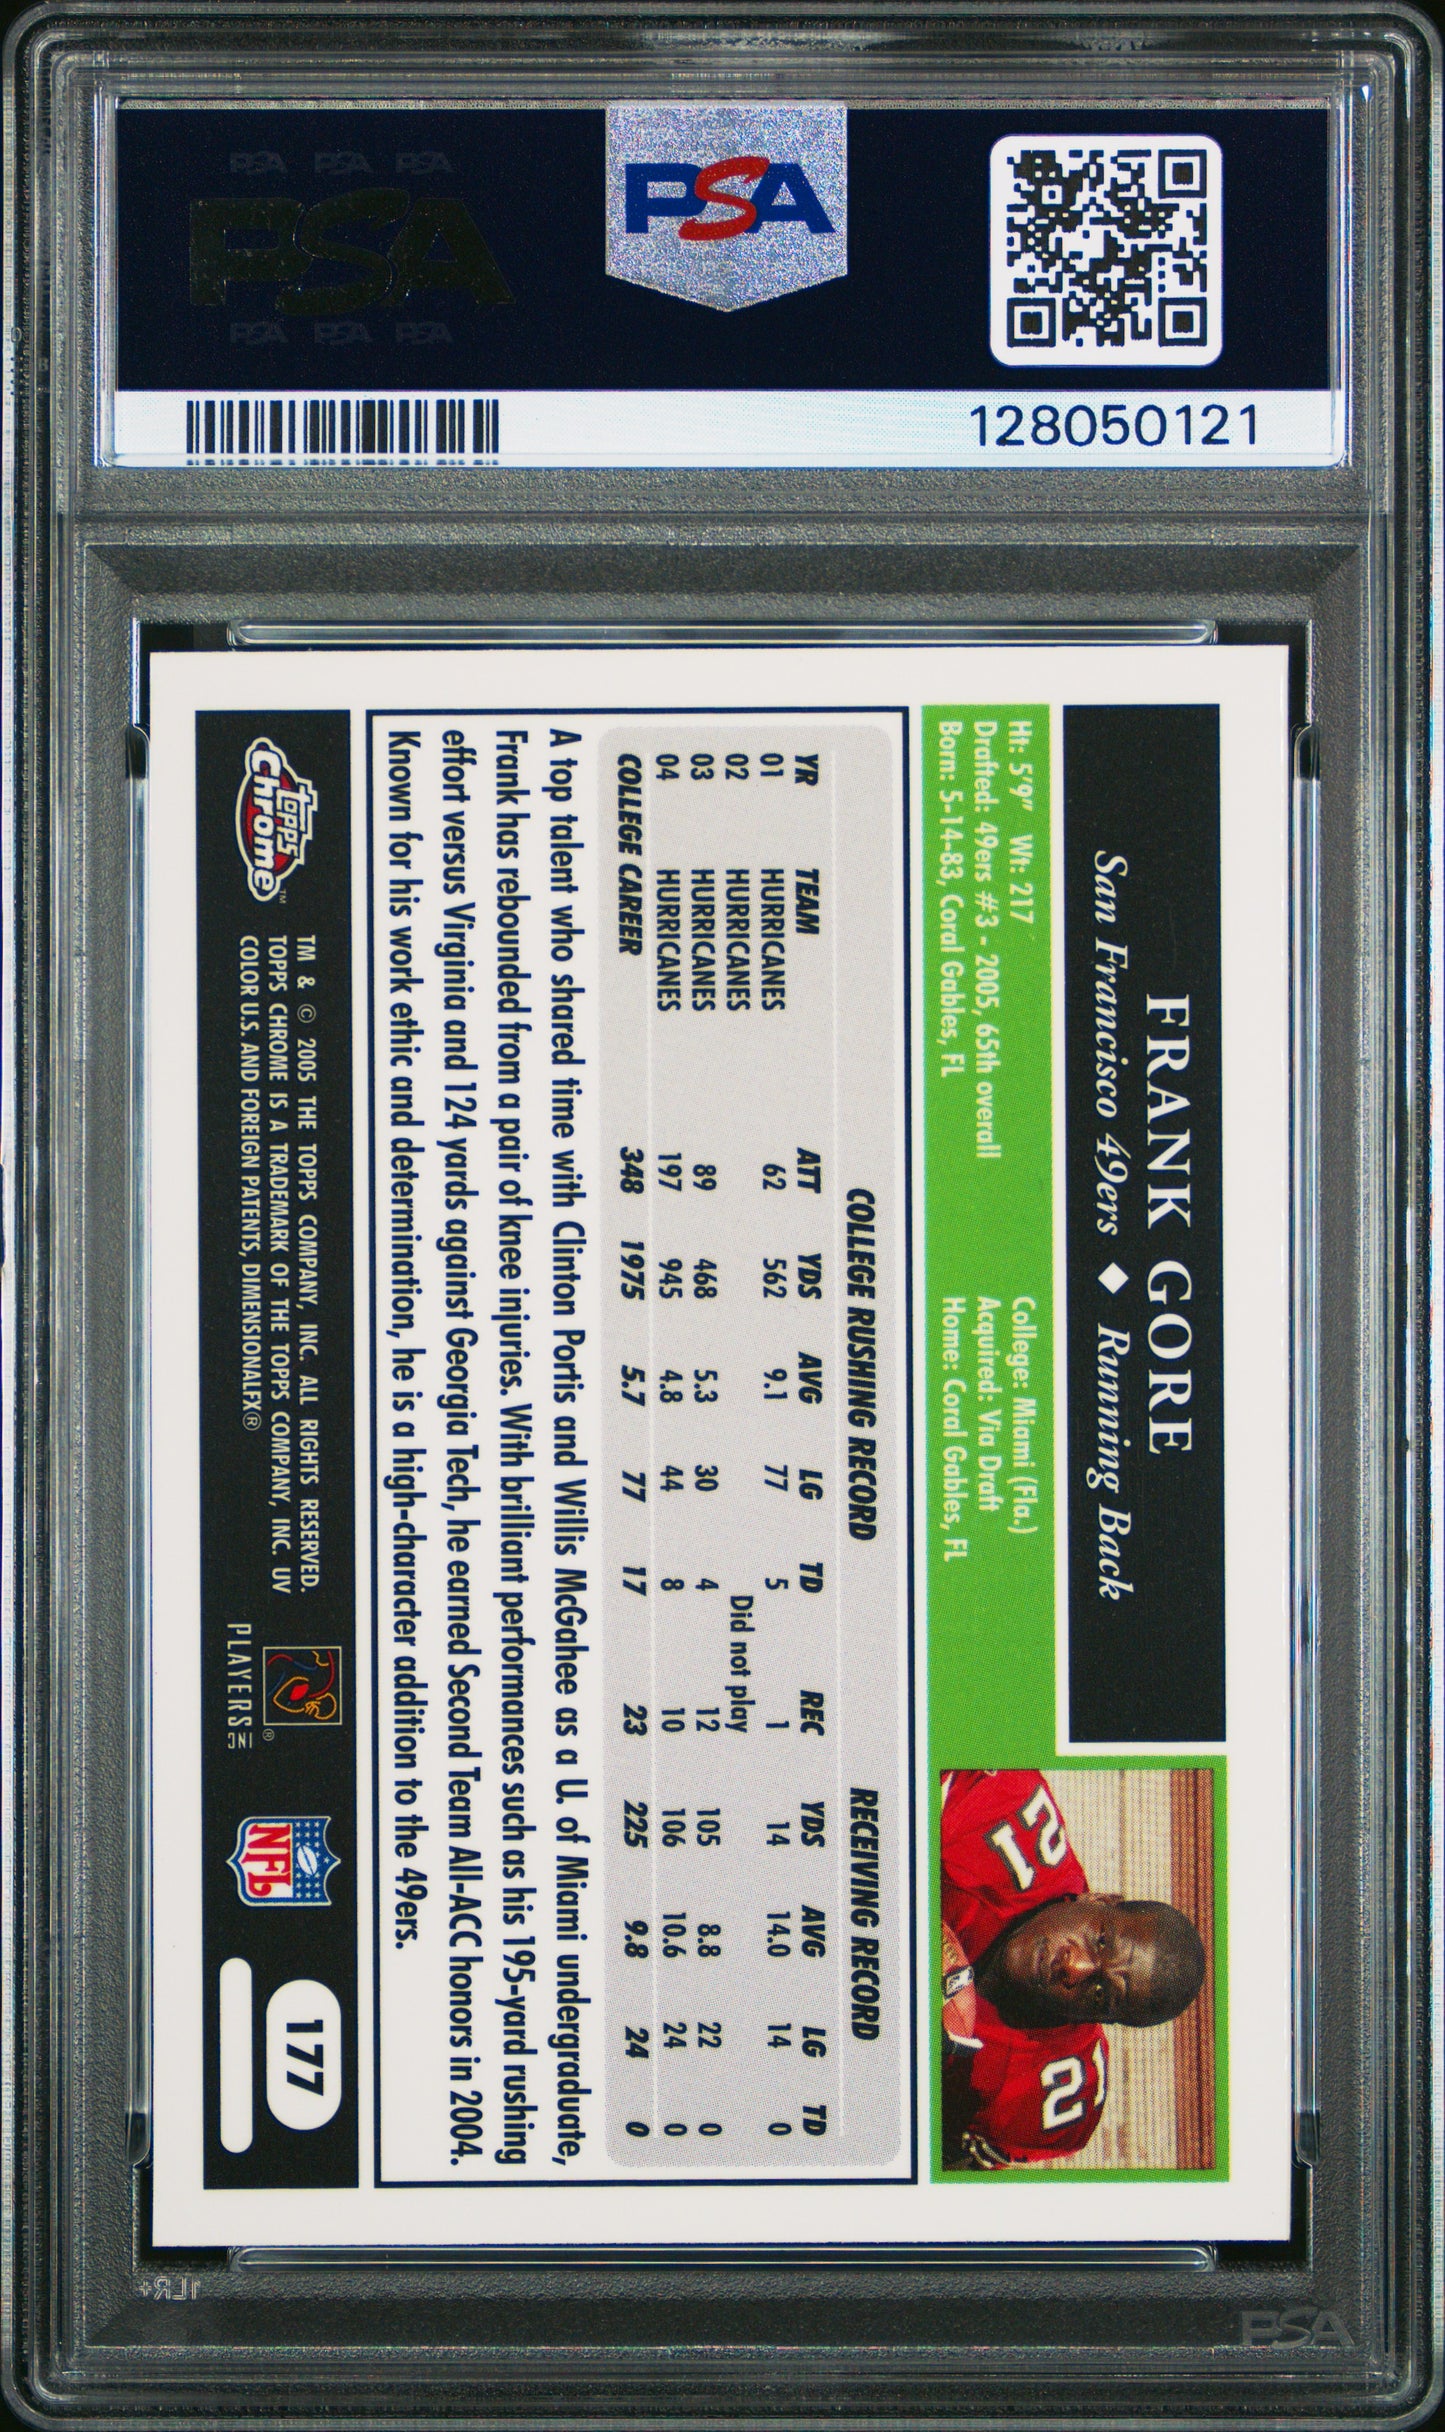 PSA PSA PSA
PSA
PSA PSA PSA
PSA
128050121
FRANK GORE
San Francisco 49ers ◆ Running Back
Ht: 5'9" Wt: 217 College: Miami (Fla.)
Drafted: 49ers #3 - 2005, 65th overall Acquired: Via Draft
Born: 5-14-83, Coral Gables, FL Home: Coral Gables, FL
21
21
COLLEGE RUSHING RECORD RECEIVING RECORD
YR TEAM ATT YDS AVG LG TD REC YDS AVG LG TD
01 HURRICANES 62 562 9.1 77 5 1 14 14.0 14 0
02 HURRICANES Did not play
03 HURRICANES 89 468 5.3 30 4 12 105 8.8 22 0
04 HURRICANES 197 945 4.8 44 8 10 106 10.6 24 0
COLLEGE CAREER 348 1975 5.7 77 17 23 225 9.8 24 0
A top talent who shared time with Clinton Portis and Willis McGahee as a U. of Miami undergraduate,
Frank has rebounded from a pair of knee injuries. With brilliant performances such as his 195-yard rushing
effort versus Virginia and 124 yards against Georgia Tech, he earned Second Team All-ACC honors in 2004.
Known for his work ethic and determination, he is a high-character addition to the 49ers.
Topps Chrome™
TM & © 2005 THE TOPPS COMPANY, INC. ALL RIGHTS RESERVED.
TOPPS CHROME IS A TRADEMARK OF THE TOPPS COMPANY, INC. UV
COLOR U.S. AND FOREIGN PATENTS, DIMENSIONALFX®
®
PLAYERS INC
NFL
177
PSA